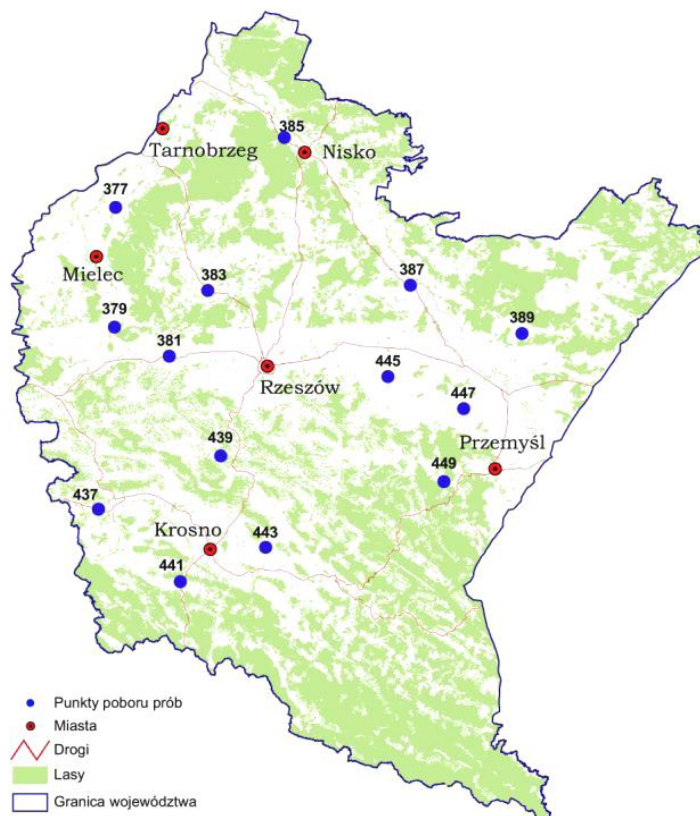 385
Tarnobrzeg
Nisko
377
Mielec
383
387
379
389
381
Rzeszów
445
447
439
Przemyśl
449
437
Krosno
443
441
Punkty poboru prób
Miasta
Drogi
Lasy
Granica województwa